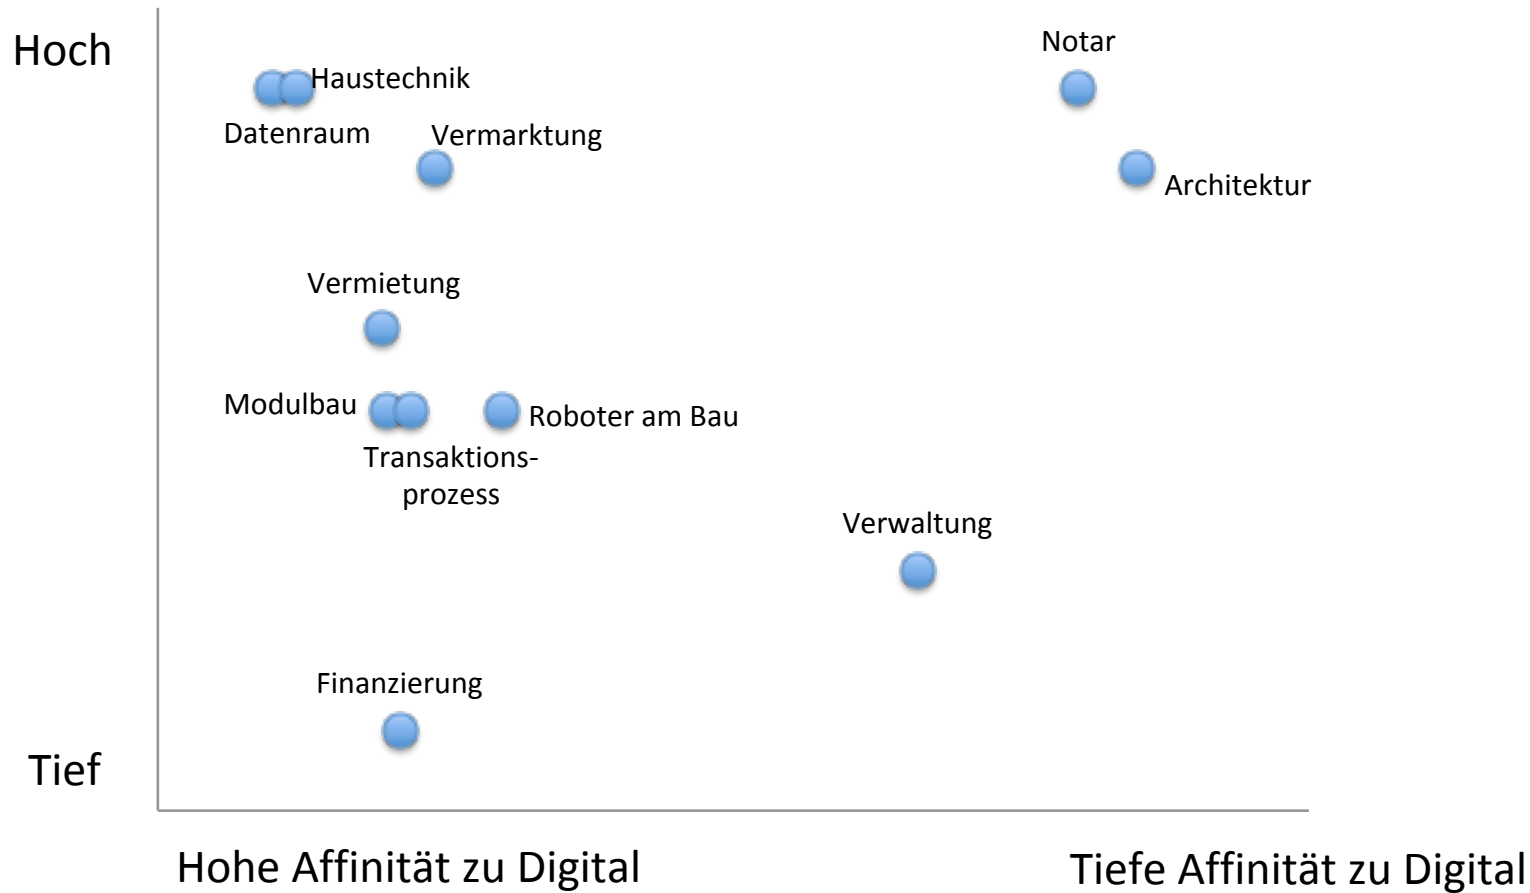 Hoch
Notar
Haustechnik
Datenraum
Vermarktung
Architektur
Vermietung
Modulbau
Roboter am Bau
Transaktions-
prozess
Verwaltung
Finanzierung
Tief
Hohe Affinität zu Digital
Tiefe Affinität zu Digital